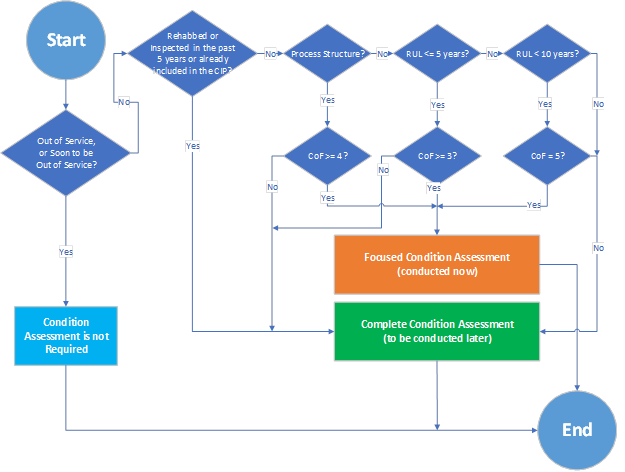 Start
Rehabbed or
Inspected in the past
5 years or already
included in the CIP?
No
Process Structure?
No
RUL <= 5 years?
No
RUL < 10 years?
No
No
Yes
Yes
Yes
Yes
Out of Service,
or Soon to be
Out of Service?
CoF >= 4 ?
CoF >= 3?
CoF = 5?
No
No
Yes
Yes
Yes
No
Yes
Focused Condition Assessment
(conducted now)
Condition
Assessment is not
Required
Complete Condition Assessment
(to be conducted later)
End